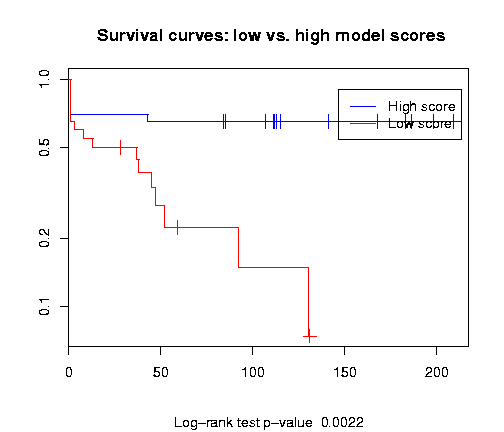 Survival curves: low vs. high model scores
1.0
0.5
0.2
0.1
High score
Low score
0 50 100 150 200
Log−rank test p−value 0.0022